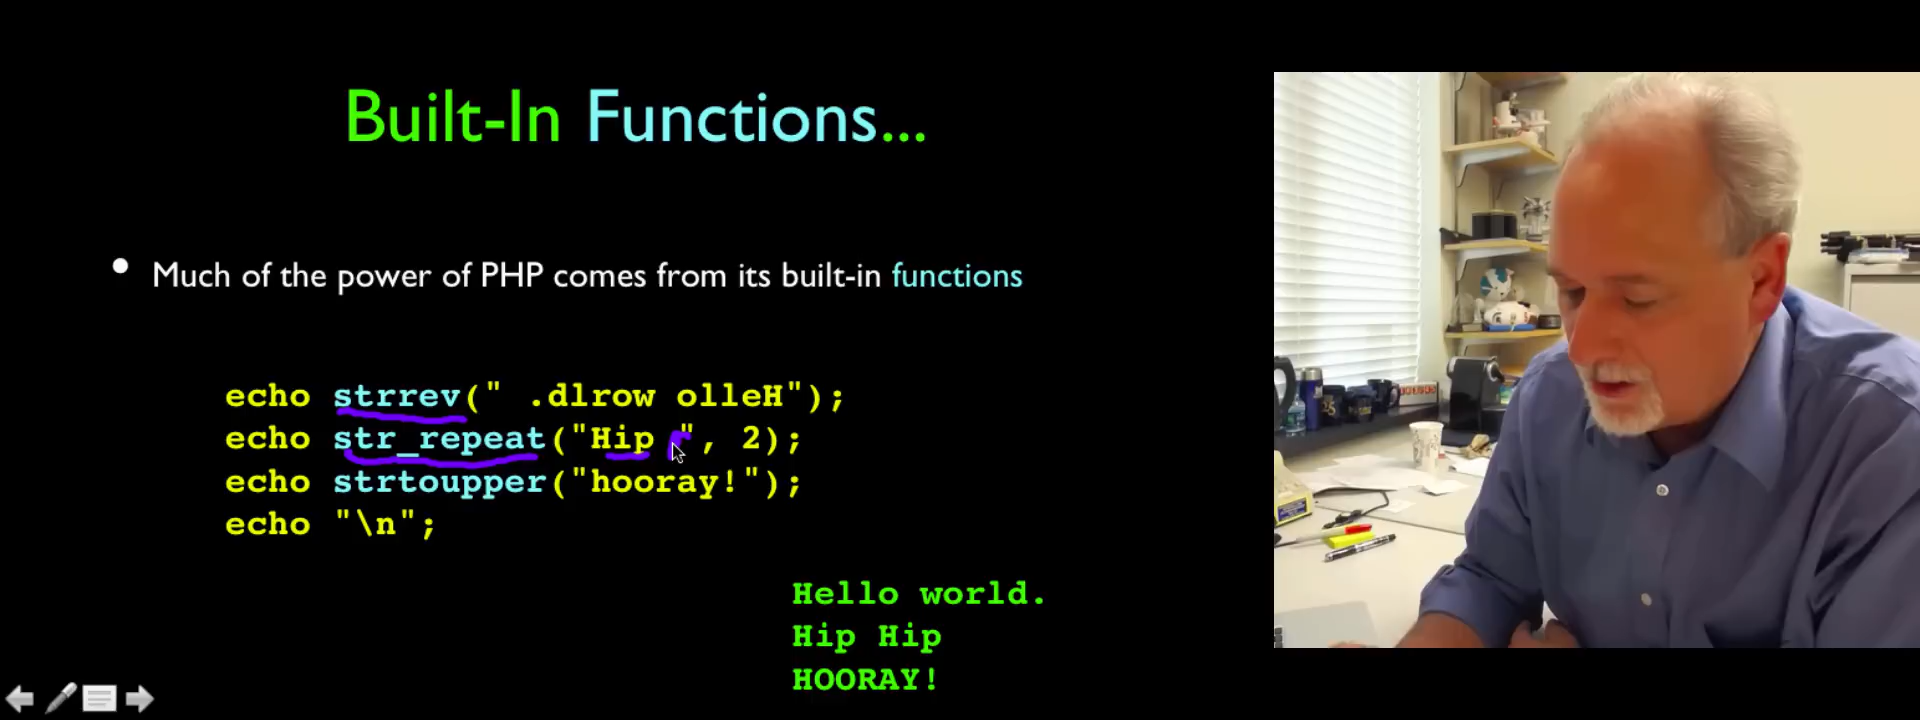 Built-In Functions...
• Much of the power of PHP comes from its built-in functions
echo strrev(" .dlrow olleH");
echo str_repeat("Hip ", 2);
echo strtoupper("hooray!");
echo "\n";
Hello world.
Hip Hip
HOORAY!